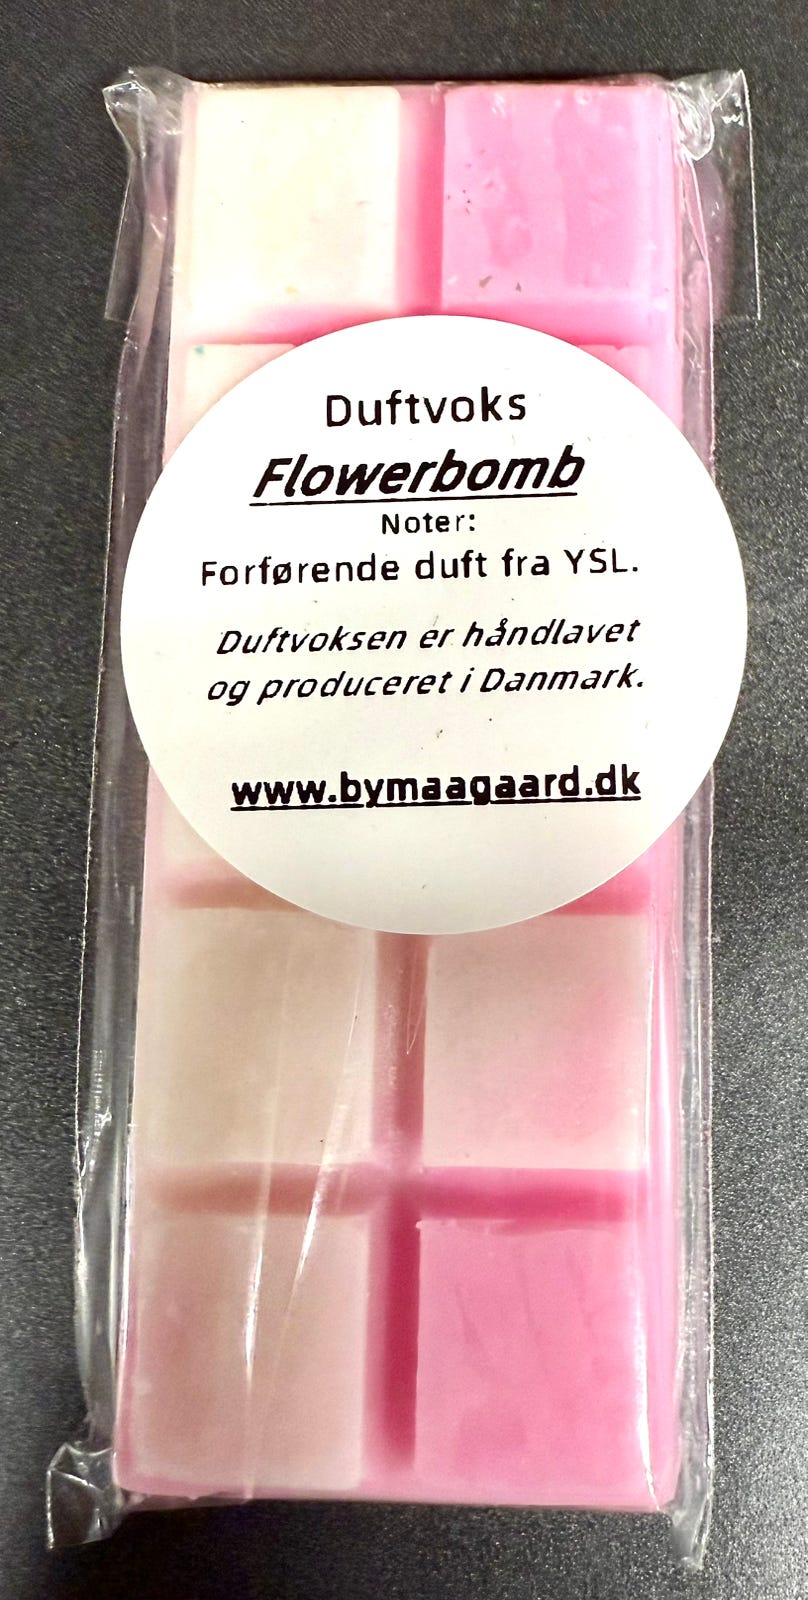 Duftvoks
Flowerbomb
Noter:
Forførende duft fra YSL.
Duftvoksen er håndlavet
og produceret i Danmark.
www.bymaagaard.dk